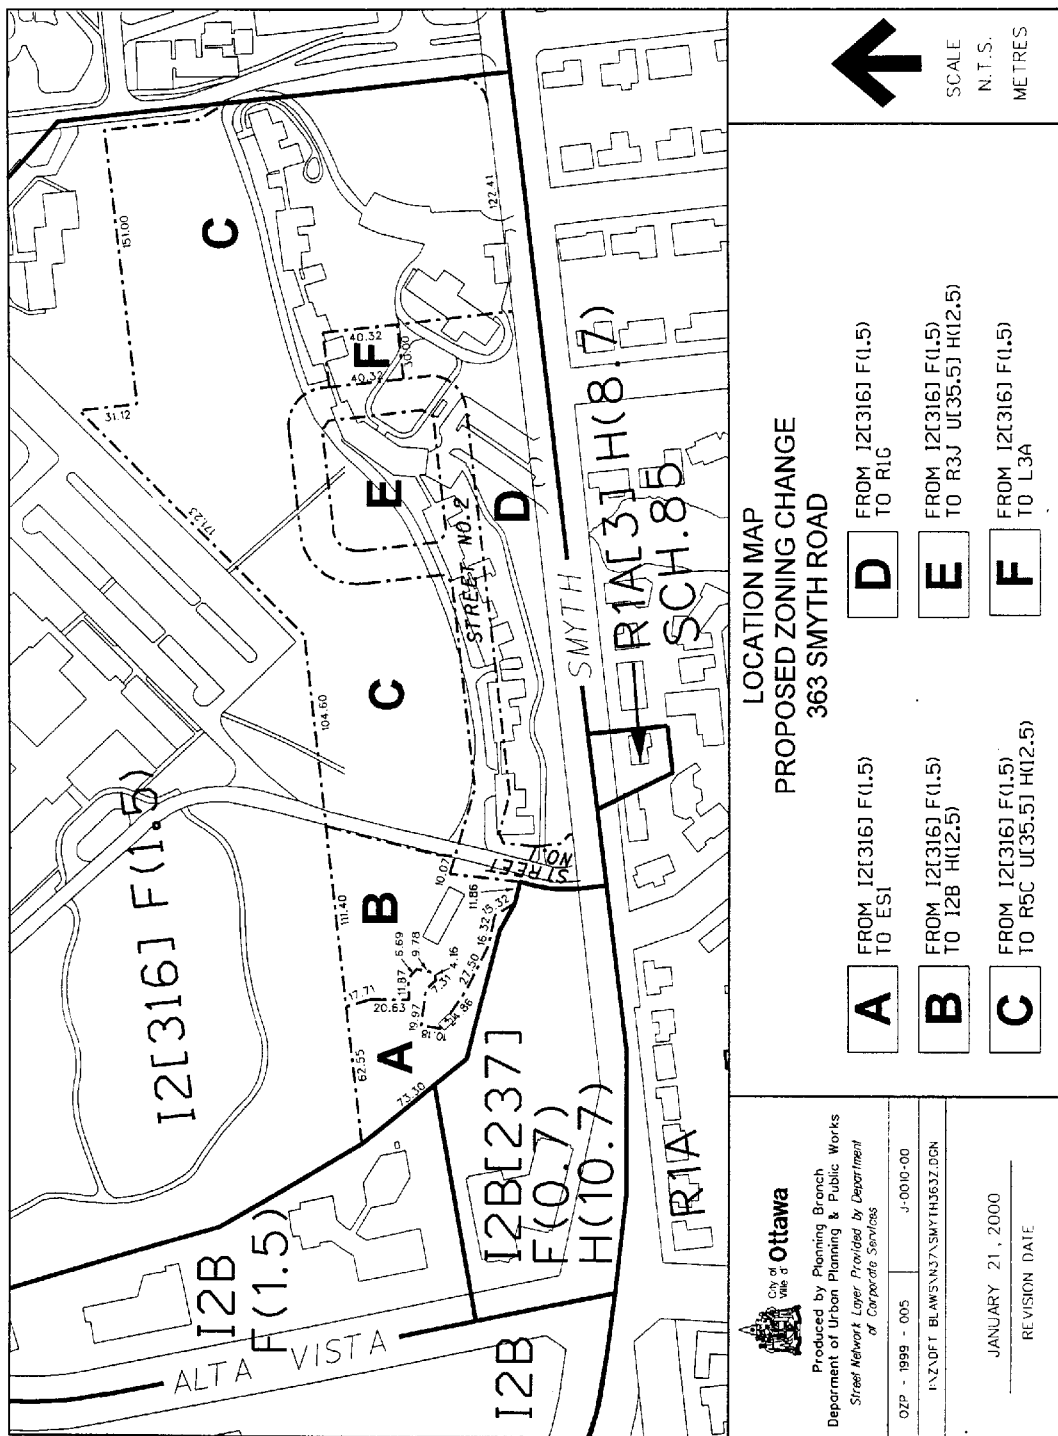 I2[316] F(1.5)
I2B
F(1.5)
ALTA VISTA
I2B
I2B[237]
F(0.7)
H(10.7)
R1A
R1A[3] H(8.7)
SCH.85
SMYTH
STREET NO.2
STREET
NO.1
A
B
C
C
D
E
F
151.00
31.12
171.23
104.60
111.40
62.55
73.30
17.71
20.63
11.87
6.69
9.78
4.16
7.31
19.97
10.18
24.86
27.50
16.32
15.32
11.86
10.07
40.32
40.32
30.00
122.41
LOCATION MAP
PROPOSED ZONING CHANGE
363 SMYTH ROAD
A
FROM I2[316] F(1.5)
TO ES1
B
FROM I2[316] F(1.5)
TO I2B H(12.5)
C
FROM I2[316] F(1.5)
TO R5C U[35.5] H(12.5)
D
FROM I2[316] F(1.5)
TO R1G
E
FROM I2[316] F(1.5)
TO R3J U[35.5] H(12.5)
F
FROM I2[316] F(1.5)
TO L3A
SCALE
N.T.S.
METRES
City of Ottawa
Ville d'
Produced by Planning Branch
Department of Urban Planning & Public Works
Street Network Layer Provided by Department
of Corporate Services
OZP - 1999 - 005
J-0010-00
JANUARY 21, 2000
REVISION DATE